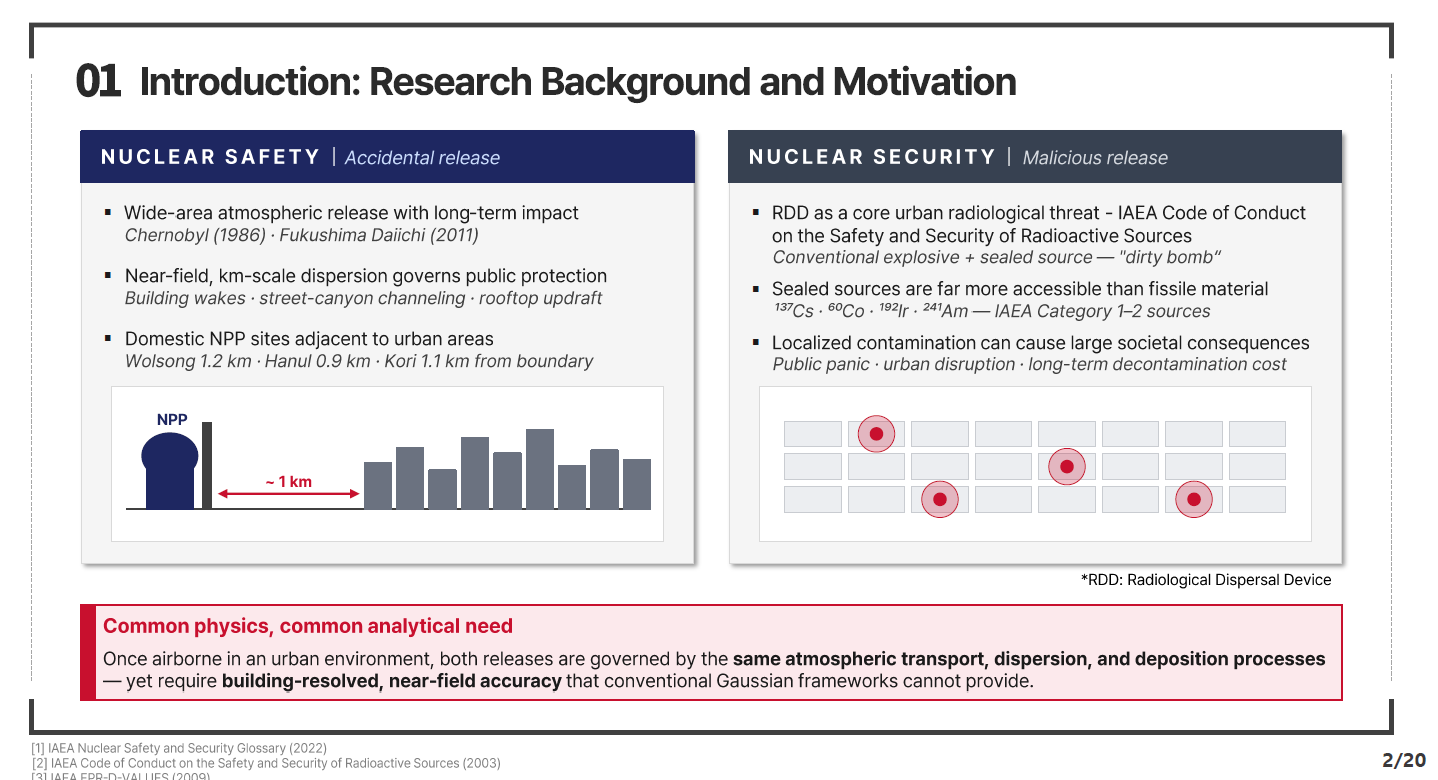 01 Introduction: Research Background and Motivation
NUCLEAR SAFETY | Accidental release
▪ Wide-area atmospheric release with long-term impact
Chernobyl (1986) · Fukushima Daiichi (2011)
▪ Near-field, km-scale dispersion governs public protection
Building wakes · street-canyon channeling · rooftop updraft
▪ Domestic NPP sites adjacent to urban areas
Wolsong 1.2 km · Hanul 0.9 km · Kori 1.1 km from boundary
NPP
~ 1 km
NUCLEAR SECURITY | Malicious release
▪ RDD as a core urban radiological threat - IAEA Code of Conduct
on the Safety and Security of Radioactive Sources
Conventional explosive + sealed source — "dirty bomb“
▪ Sealed sources are far more accessible than fissile material
¹³⁷Cs · ⁶⁰Co · ¹⁹²Ir · ²⁴¹Am — IAEA Category 1–2 sources
▪ Localized contamination can cause large societal consequences
Public panic · urban disruption · long-term decontamination cost
*RDD: Radiological Dispersal Device
Common physics, common analytical need
Once airborne in an urban environment, both releases are governed by the same atmospheric transport, dispersion, and deposition processes
— yet require building-resolved, near-field accuracy that conventional Gaussian frameworks cannot provide.
[1] IAEA Nuclear Safety and Security Glossary (2022)
[2] IAEA Code of Conduct on the Safety and Security of Radioactive Sources (2003)
[3] IAEA EPR-D-VALUES (2009)
2/20